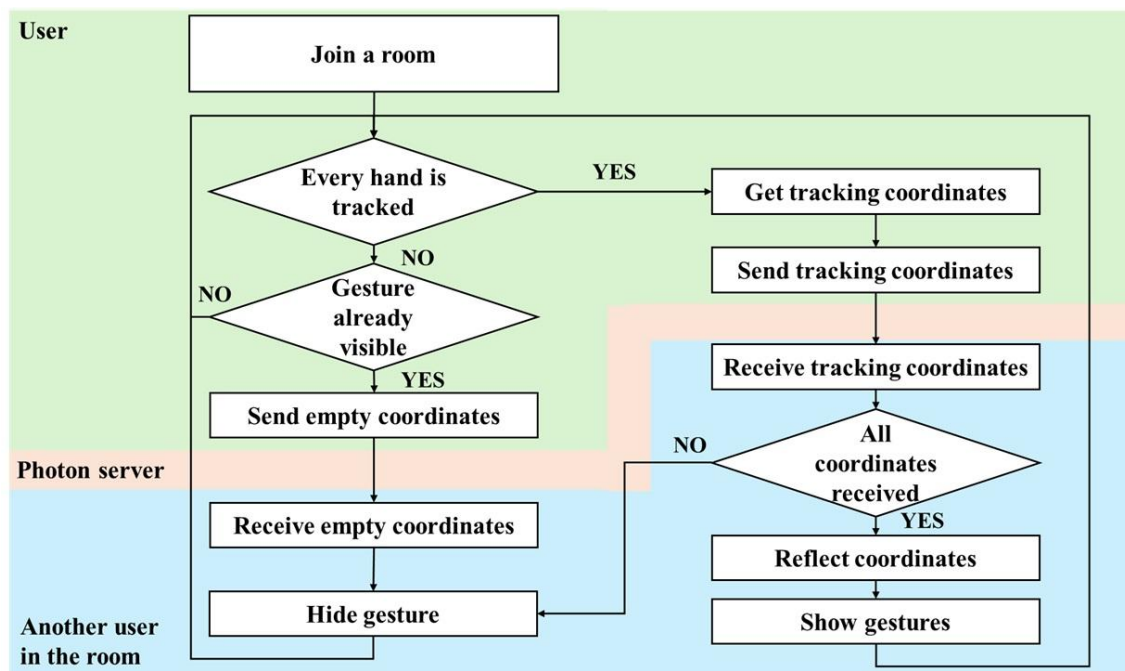 User
Join a room
Every hand is
tracked
YES
Get tracking coordinates
NO
Send tracking coordinates
NO
Gesture
already
visible
YES
Receive tracking coordinates
Send empty coordinates
NO
All
coordinates
received
Photon server
YES
Receive empty coordinates
Reflect coordinates
Hide gesture
Show gestures
Another user
in the room